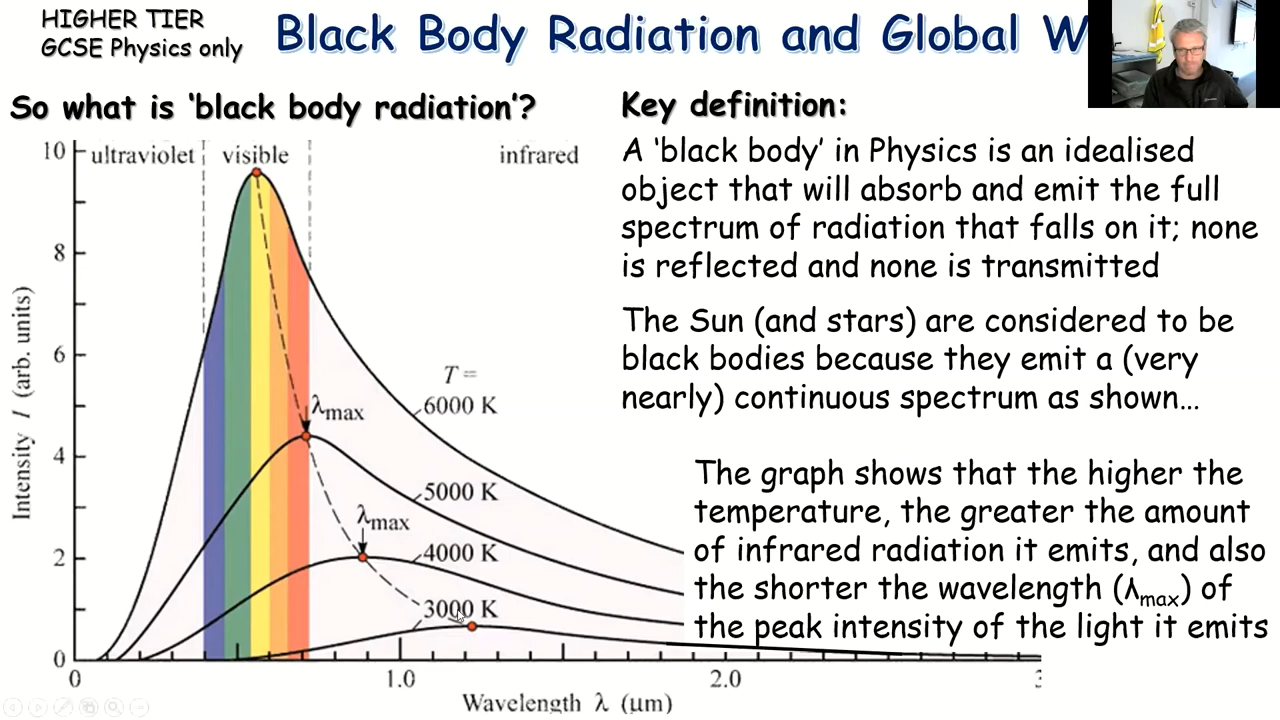 HIGHER TIER
GCSE Physics only
Black Body Radiation and Global W
So what is ‘black body radiation’?
Key definition:
A ‘black body’ in Physics is an idealised
object that will absorb and emit the full
spectrum of radiation that falls on it; none
is reflected and none is transmitted
The Sun (and stars) are considered to be
black bodies because they emit a (very
nearly) continuous spectrum as shown…
The graph shows that the higher the
temperature, the greater the amount
of infrared radiation it emits, and also
the shorter the wavelength (λmax) of
the peak intensity of the light it emits
ultraviolet visible infrared
10
8
6
4
2
0
Intensity I (arb. units)
T =
6000 K
λmax
5000 K
λmax
4000 K
3000 K
0 1.0 2.0
Wavelength λ (μm)